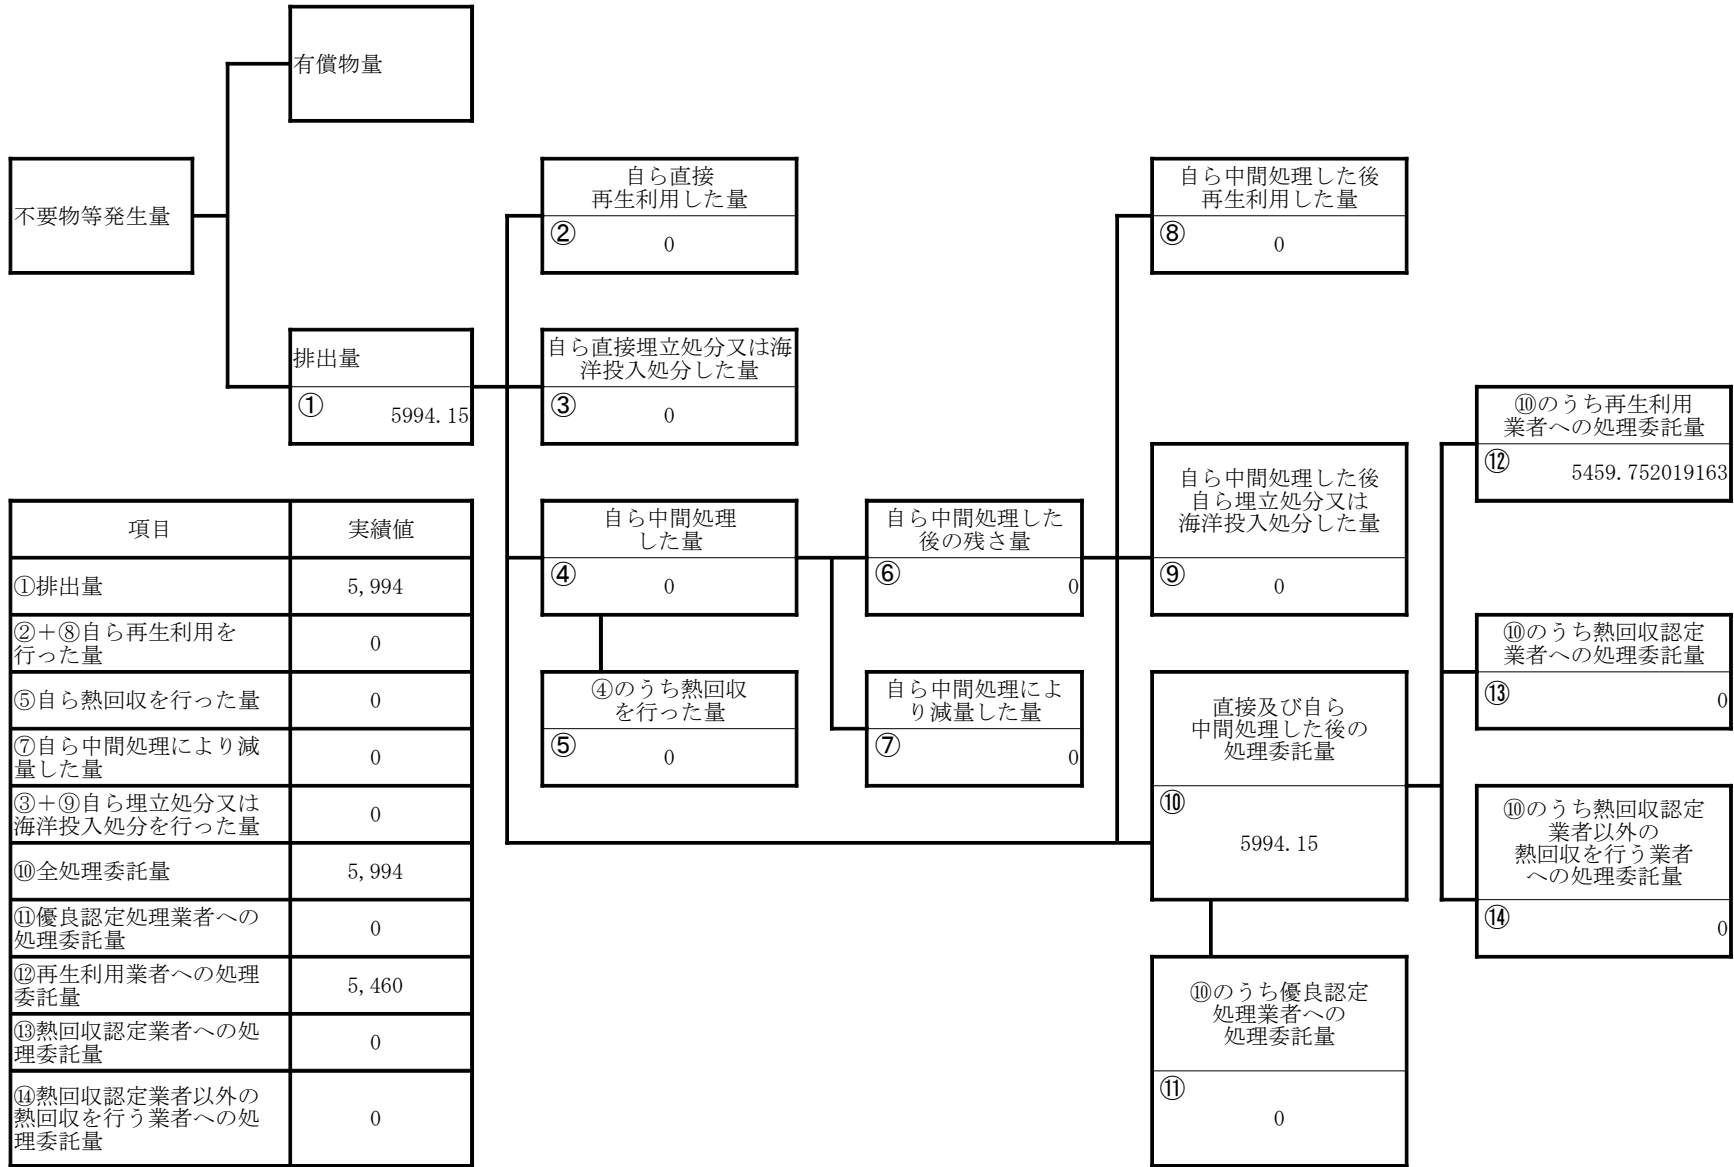 有償物量
不要物等発生量
自ら直接
再生利用した量
②
0
自ら中間処理した後
再生利用した量
⑧
0
排出量
①
5994.15
自ら直接埋立処分又は海
洋投入処分した量
③
0
⑩のうち再生利用
業者への処理委託量
⑫
5459.752019163
自ら中間処理した後
自ら埋立処分又は
海洋投入処分した量
⑨
0
自ら中間処理
した量
④
0
自ら中間処理した
後の残さ量
⑥
0
⑩のうち熱回収認定
業者への処理委託量
⑬
0
④のうち熱回収
を行った量
⑤
0
自ら中間処理によ
り減量した量
⑦
0
直接及び自ら
中間処理した後の
処理委託量
⑩
5994.15
⑩のうち熱回収認定
業者以外の
熱回収を行う業者
への処理委託量
⑭
0
⑩のうち優良認定
処理業者への
処理委託量
⑪
0
項目 実績値
①排出量 5,994
②+⑧自ら再生利用を
行った量 0
⑤自ら熱回収を行った量 0
⑦自ら中間処理により減
量した量 0
③+⑨自ら埋立処分又は
海洋投入処分を行った量 0
⑩全処理委託量 5,994
⑪優良認定処理業者への
処理委託量 0
⑫再生利用業者への処理
委託量 5,460
⑬熱回収認定業者への処
理委託量 0
⑭熱回収認定業者以外の
熱回収を行う業者への処
理委託量 0